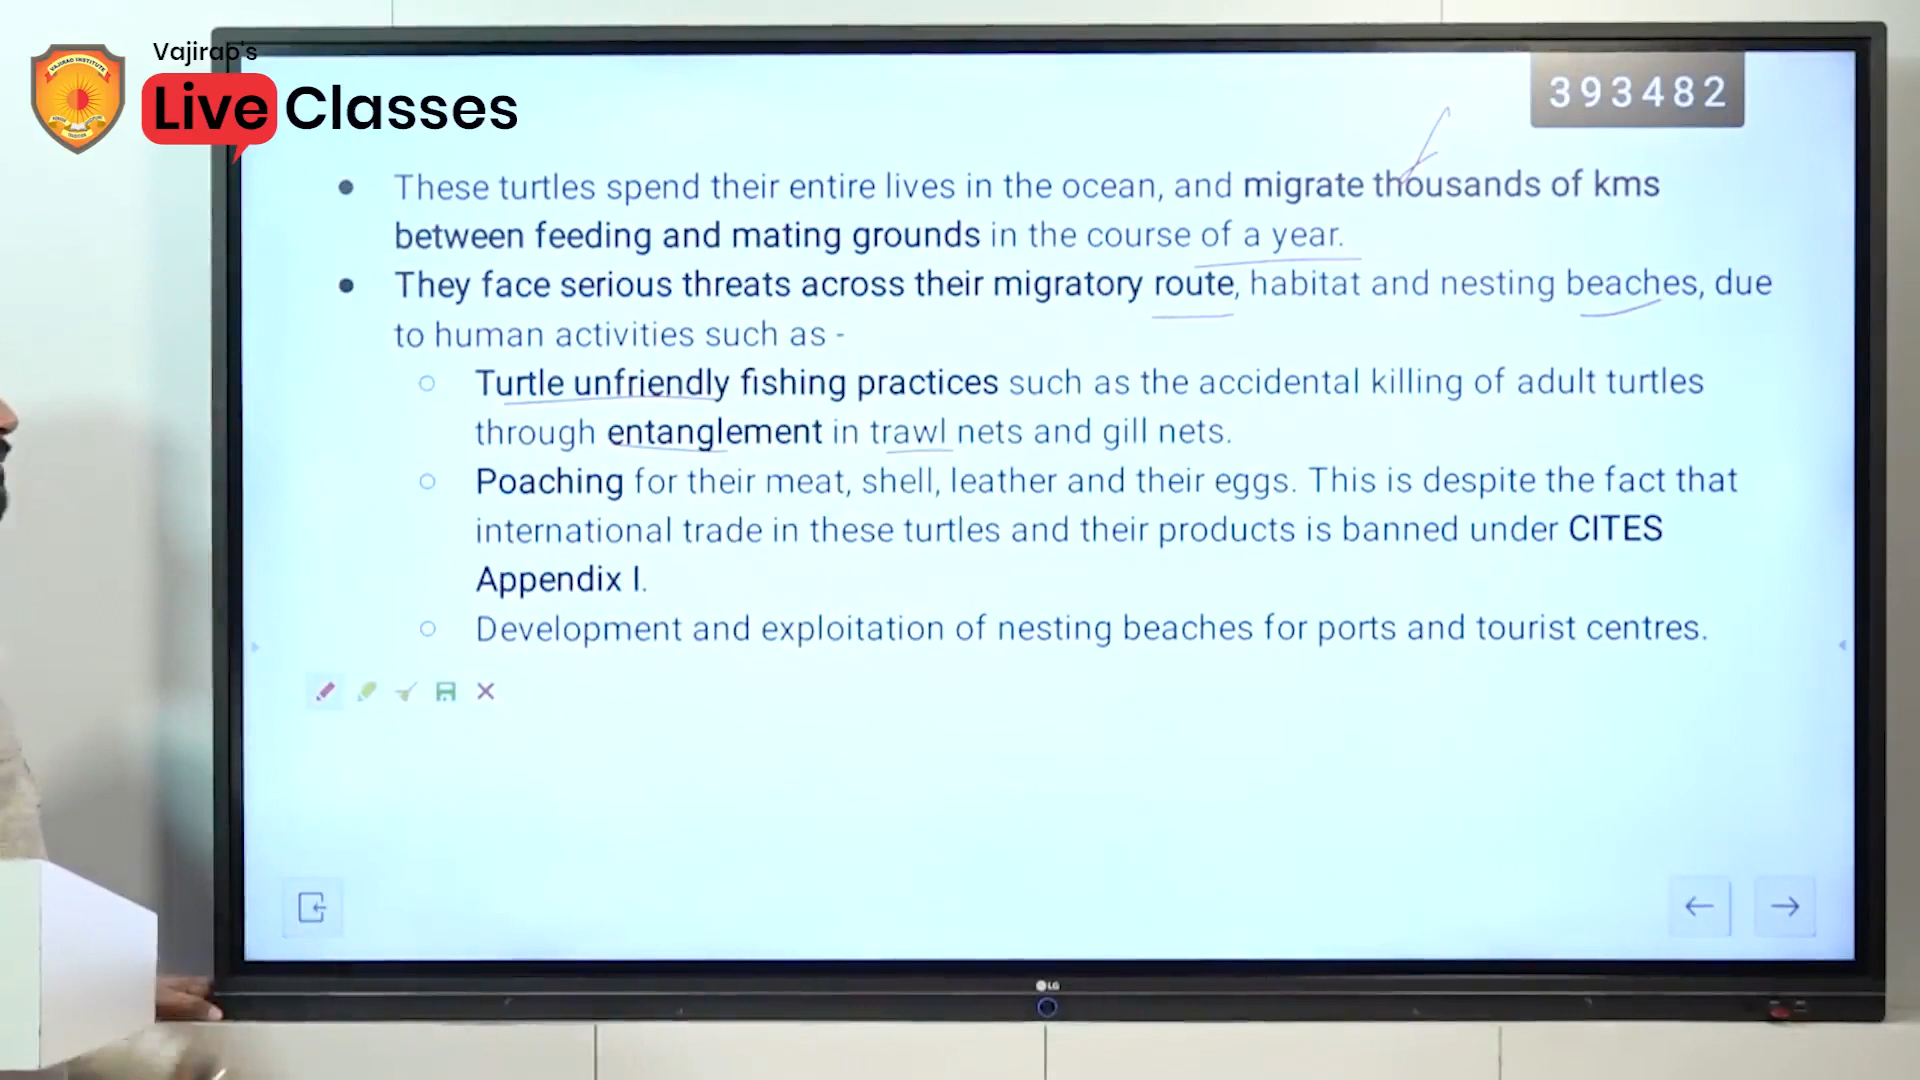 Vajirao's
Live Classes
VAJIRAO INSTITUTE
393482
These turtles spend their entire lives in the ocean, and migrate thousands of kms
between feeding and mating grounds in the course of a year.
They face serious threats across their migratory route, habitat and nesting beaches, due
to human activities such as -
Turtle unfriendly fishing practices such as the accidental killing of adult turtles
through entanglement in trawl nets and gill nets.
Poaching for their meat, shell, leather and their eggs. This is despite the fact that
international trade in these turtles and their products is banned under CITES
Appendix I.
Development and exploitation of nesting beaches for ports and tourist centres.
LG